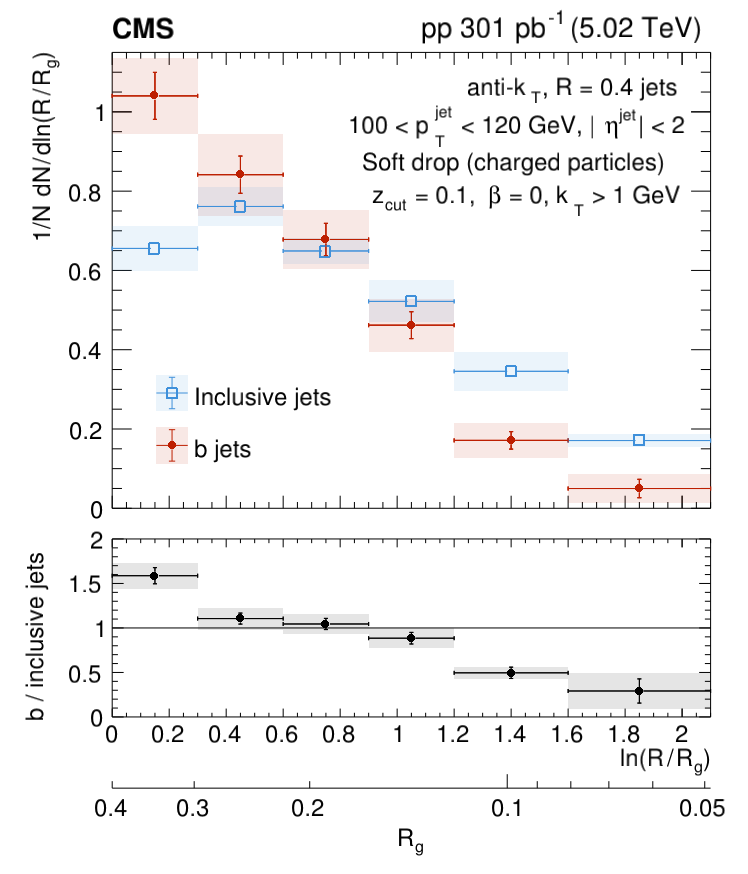 CMS pp 301 pb⁻¹ (5.02 TeV)
1/N dN/dln(R/R_g)
anti-k_T, R = 0.4 jets
100 < p_T^jet < 120 GeV, |η^jet| < 2
Soft drop (charged particles)
z_cut = 0.1, β = 0, k_T > 1 GeV
1
0.8
0.6
0.4
0.2
0
Inclusive jets
b jets
b / inclusive jets
2
1.5
1
0.5
0
0 0.2 0.4 0.6 0.8 1 1.2 1.4 1.6 1.8 2
ln(R/R_g)
0.4 0.3 0.2 0.1 0.05
R_g